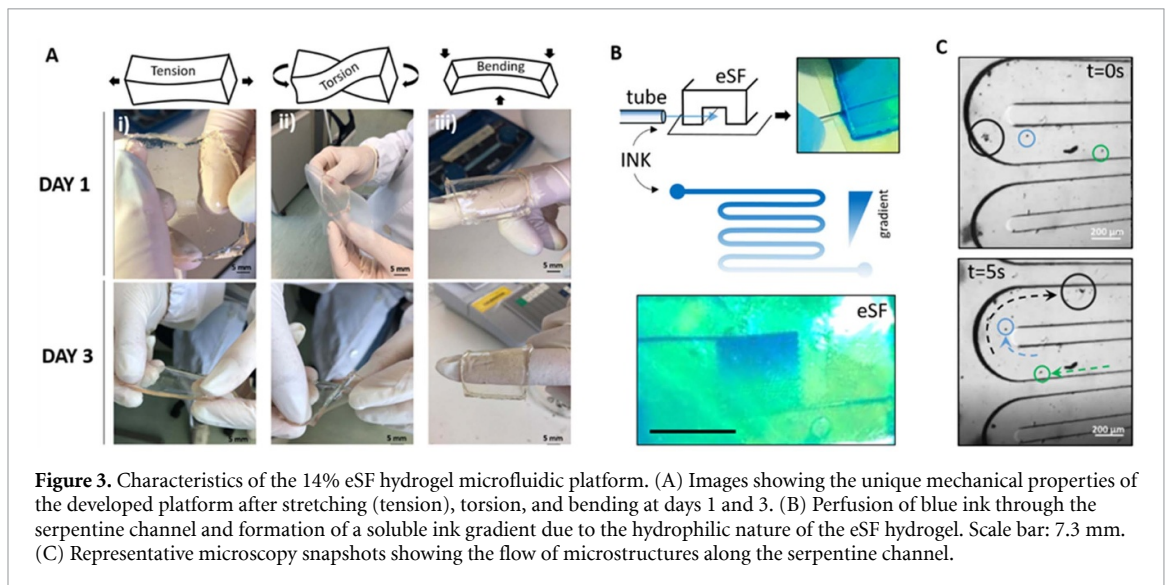 A
Tension
Torsion
Bending
i)
ii)
iii)
DAY 1
5 mm
5 mm
5 mm
DAY 3
5 mm
5 mm
5 mm
B
eSF
tube
INK
gradient
eSF
C
t=0s
200 µm
t=5s
200 µm
Figure 3. Characteristics of the 14% eSF hydrogel microfluidic platform. (A) Images showing the unique mechanical properties of
the developed platform after stretching (tension), torsion, and bending at days 1 and 3. (B) Perfusion of blue ink through the
serpentine channel and formation of a soluble ink gradient due to the hydrophilic nature of the eSF hydrogel. Scale bar: 7.3 mm.
(C) Representative microscopy snapshots showing the flow of microstructures along the serpentine channel.